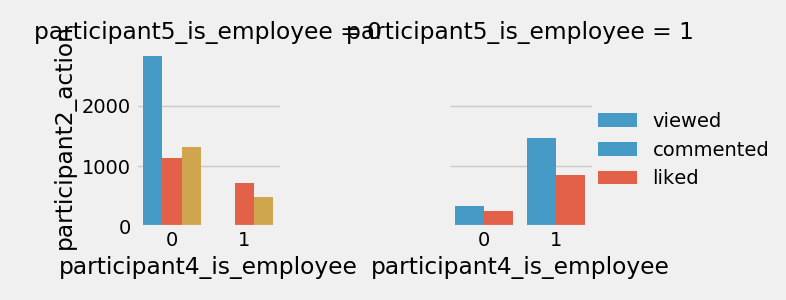 participant5_is_employee = 0
participant5_is_employee = 1
participant2_action
2000
1000
0
0 1
0 1
participant4_is_employee
participant4_is_employee
viewed
commented
liked